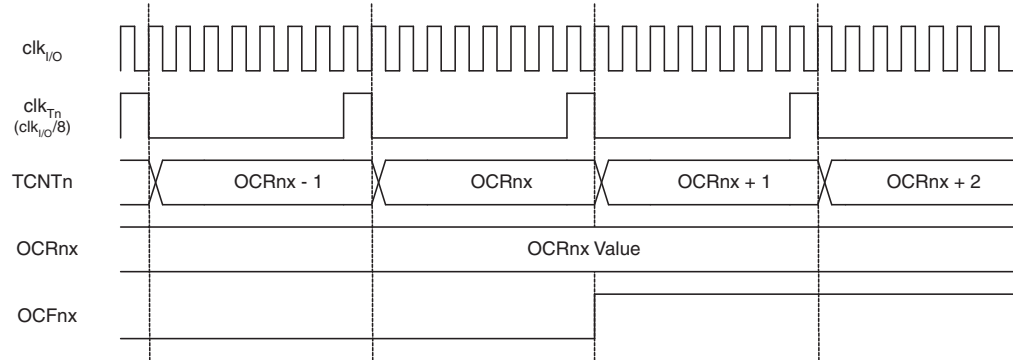 clkI/O
clkTn
(clkI/O/8)
TCNTn OCRnx - 1 OCRnx OCRnx + 1 OCRnx + 2
OCRnx OCRnx Value
OCFnx